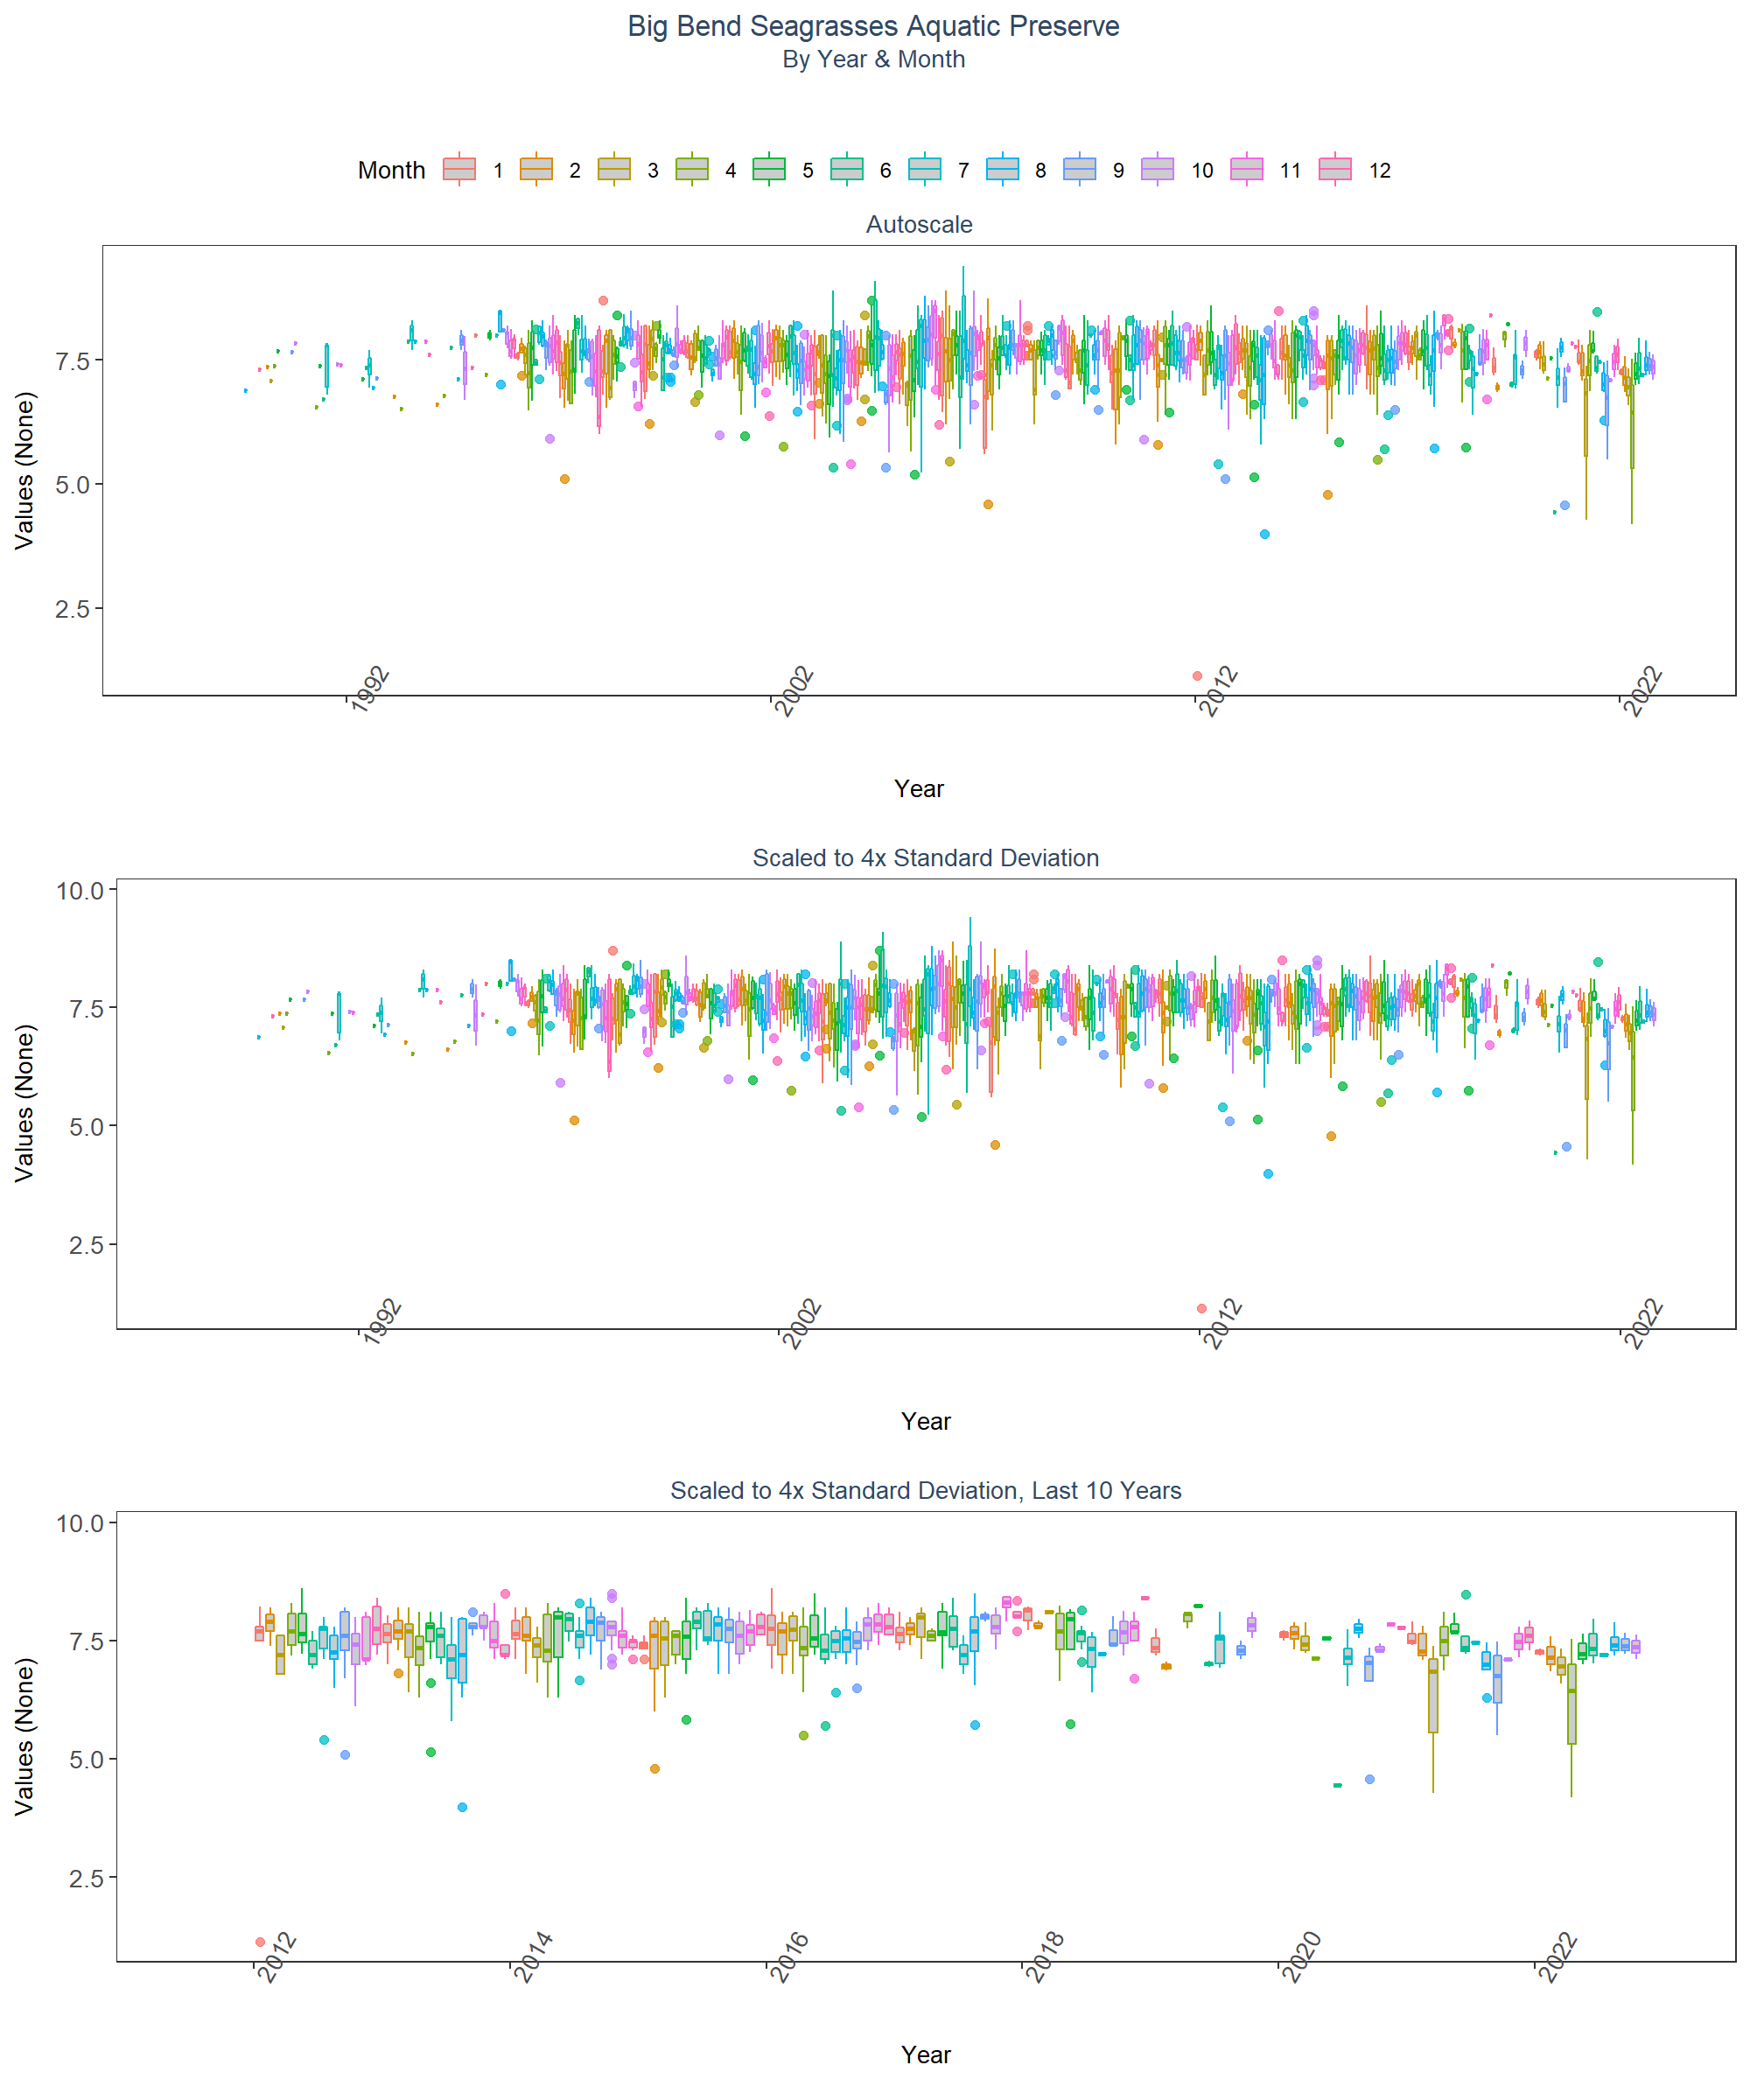 Big Bend Seagrasses Aquatic Preserve
By Year & Month
Month 1 2 3 4 5 6 7 8 9 10 11 12
Autoscale
Values (None)
7.5
5.0
2.5
1992 2002 2012 2022
Year
Scaled to 4x Standard Deviation
Values (None)
10.0
7.5
5.0
2.5
1992 2002 2012 2022
Year
Scaled to 4x Standard Deviation, Last 10 Years
Values (None)
10.0
7.5
5.0
2.5
2012 2014 2016 2018 2020 2022
Year